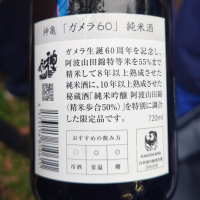 神亀「ガメラ60」純米酒
ガメラ生誕60周年を記念し、
阿波山田錦特等米を55%まで
精米して8年以上熟成させた
純米酒に、10年以上熟成させた
秘蔵酒「純米吟醸 阿波山田錦
(精米歩合50%)」を特別に調合
した限定品です。
720ml
おすすめの飲み方
○ ○ ◎
冷酒 常温 燗